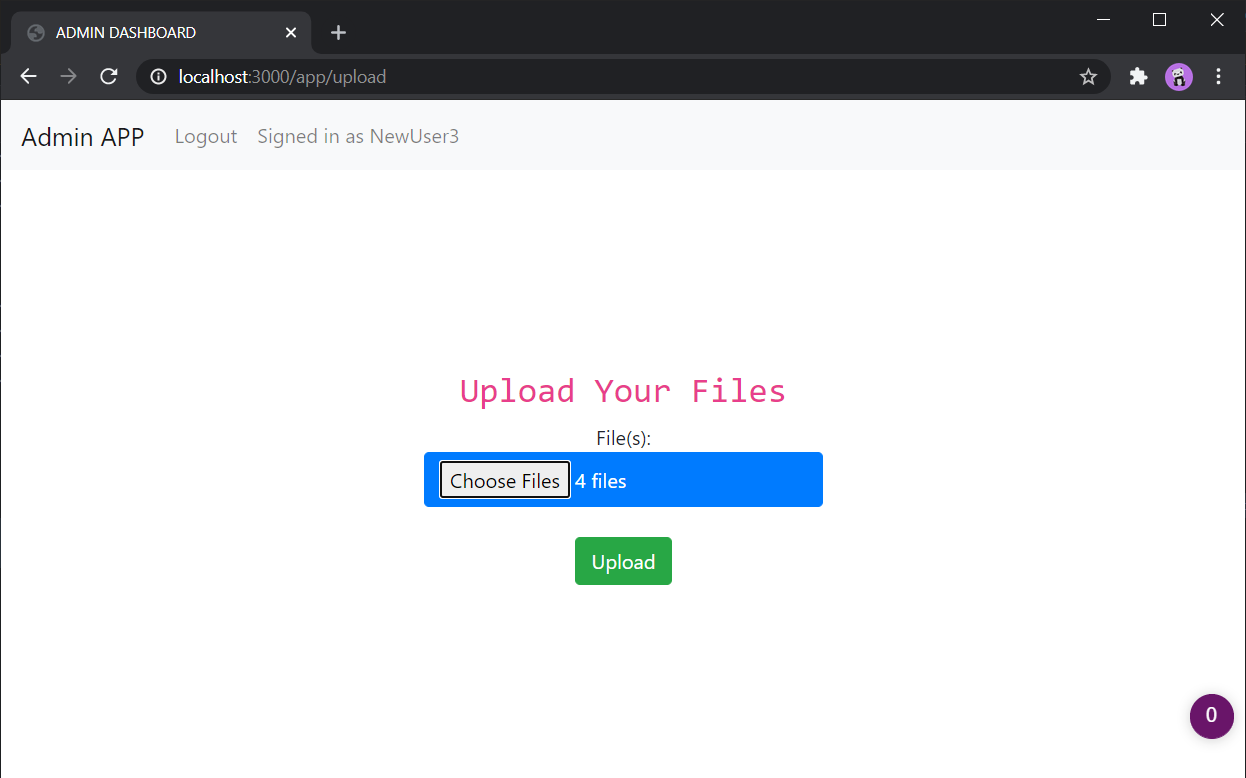 ADMIN DASHBOARD
localhost:3000/app/upload
Admin APP Logout Signed in as NewUser3
Upload Your Files
File(s):
Choose Files 4 files
Upload
0